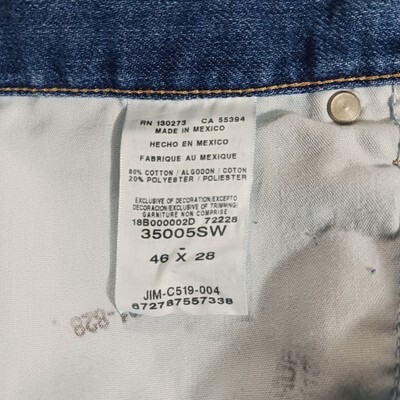 RN 130273 CA 55394
MADE IN MEXICO
HECHO EN MEXICO
FABRIQUE AU MEXIQUE
80% COTTON / ALGODON / COTON
20% POLYESTER / POLIESTER
EXCLUSIVE OF DECORATION/EXCEPTO
DECORACION/EXCLUSIVE OF TRIMMING:
GARNITURE NON COMPRISE
18B000002D 72228
35005SW
-
46 X 28
JIM-C519-004
672787557338
828